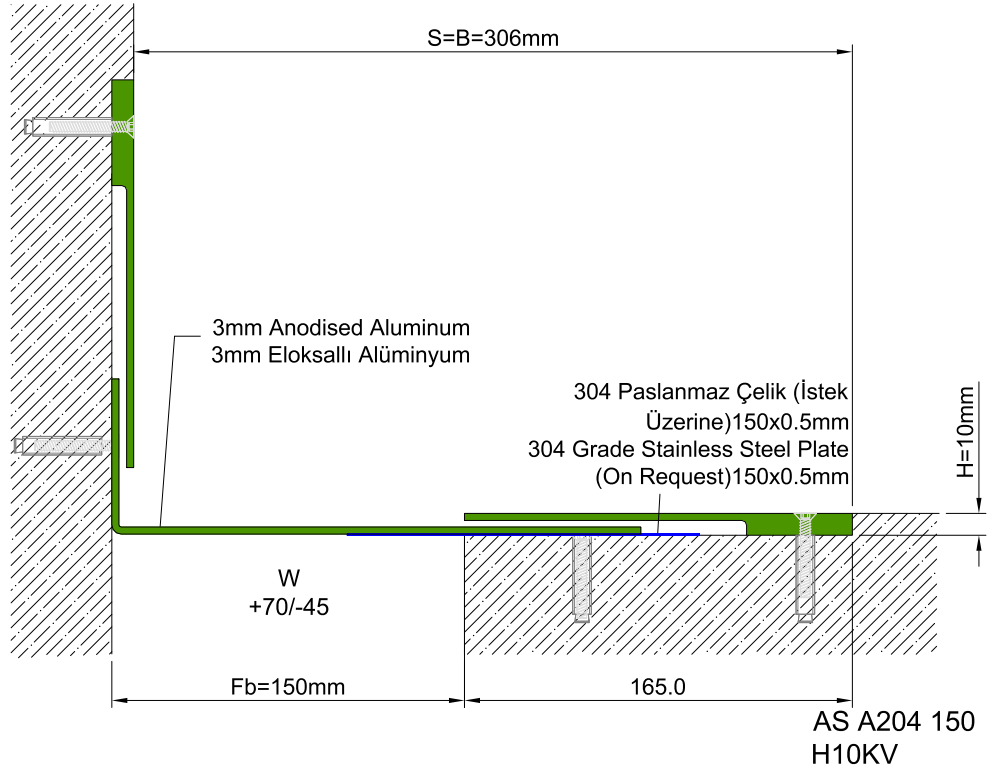 S=B=306mm
3mm Anodised Aluminum
3mm Eloksallı Alüminyum
304 Paslanmaz Çelik (İstek
Üzerine)150x0.5mm
304 Grade Stainless Steel Plate
(On Request)150x0.5mm
H=10mm
W
+70/-45
Fb=150mm
165.0
AS A204 150
H10KV